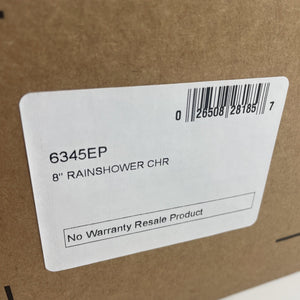 0 26508 28185 7
6345EP
8" RAINSHOWER CHR
No Warranty Resale Product